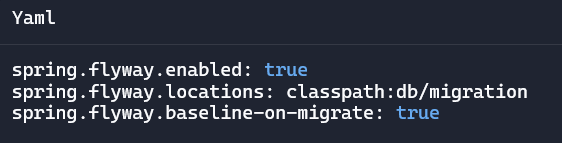 Yaml
spring.flyway.enabled: true
spring.flyway.locations: classpath:db/migration
spring.flyway.baseline-on-migrate: true